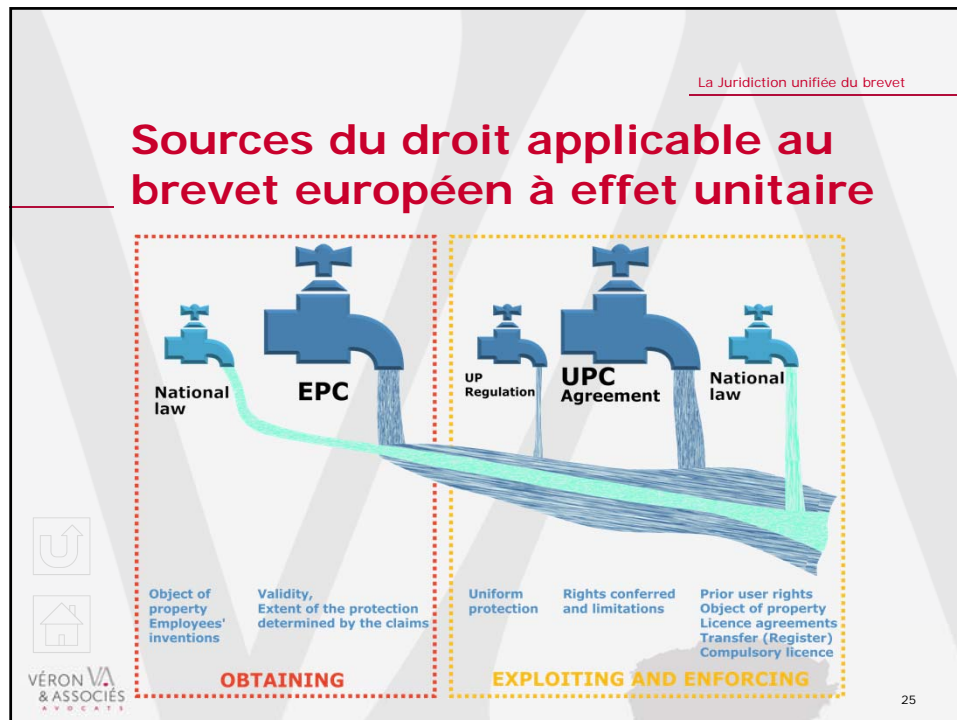 La Juridiction unifiée du brevet
Sources du droit applicable au
brevet européen à effet unitaire
National
law
EPC
UP
Regulation
UPC
Agreement
National
law
Object of
property
Employees'
inventions
Validity,
Extent of the protection
determined by the claims
Uniform
protection
Rights conferred
and limitations
Prior user rights
Object of property
Licence agreements
Transfer (Register)
Compulsory licence
OBTAINING
EXPLOITING AND ENFORCING
VÉRON VA
& ASSOCIÉS
AVOCATS
25